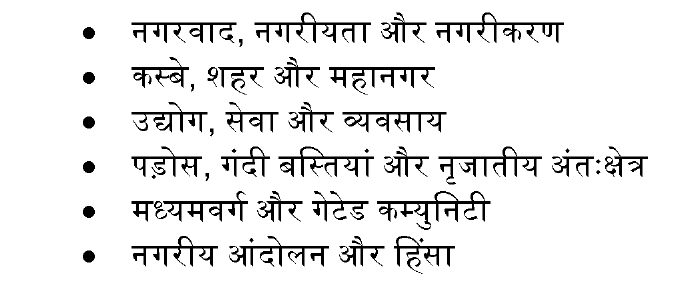 • नगरवाद, नगरीयता और नगरीकरण
• कस्बे, शहर और महानगर
• उद्योग, सेवा और व्यवसाय
• पड़ोस, गंदी बस्तियां और नृजातीय अंतःक्षेत्र
• मध्यमवर्ग और गेटेड कम्युनिटी
• नगरीय आंदोलन और हिंसा